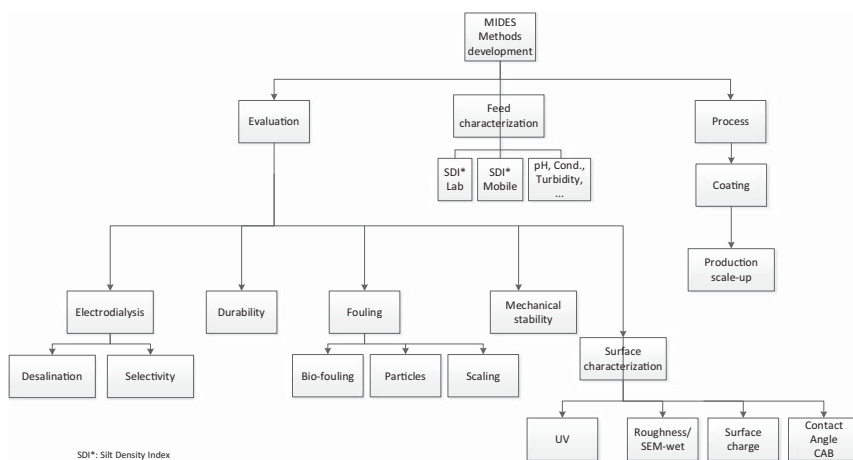 MIDES
Methods
development
Evaluation
Feed
characterization
Process
SDI*
Lab
SDI*
Mobile
pH, Cond.,
Turbidity,
...
Coating
Production
scale-up
Electrodialysis
Durability
Fouling
Mechanical
stability
Surface
characterization
Desalination
Selectivity
Bio-fouling
Particles
Scaling
UV
Roughness/
SEM-wet
Surface
charge
Contact
Angle
CAB
SDI*: Silt Density Index